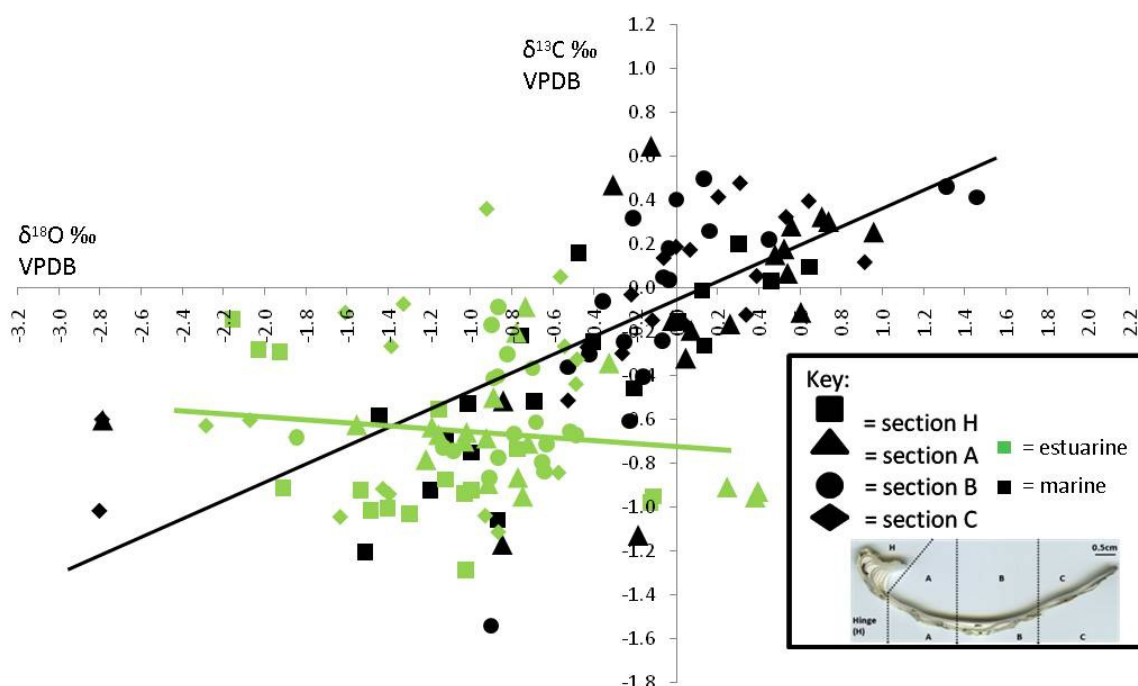 1.2
δ¹³C ‰
VPDB
1.0
0.8
0.6
0.4
δ¹⁸O ‰
VPDB
0.2
0.0
-3.2 -3.0 -2.8 -2.6 -2.4 -2.2 -2.0 -1.8 -1.6 -1.4 -1.2 -1.0 -0.8 -0.6 -0.4 -0.2 0.0 0.2 0.4 0.6 0.8 1.0 1.2 1.4 1.6 1.8 2.0 2.2
-0.2
-0.4
-0.6
-0.8
-1.0
-1.2
-1.4
-1.6
-1.8
Key:
= section H
= section A
= section B
= section C
= estuarine
= marine
H
0.5cm
A
B
C
Hinge
(H)
A
B
C